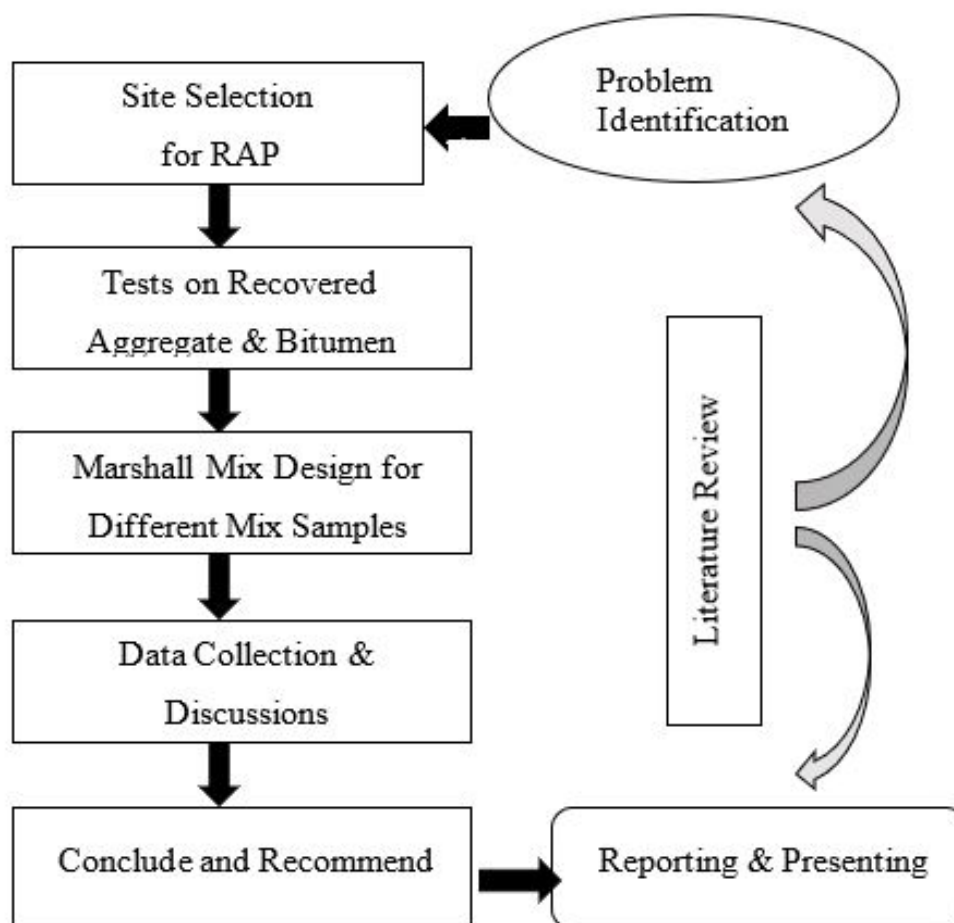 Problem
Identification
Site Selection
for RAP
Tests on Recovered
Aggregate & Bitumen
Marshall Mix Design for
Different Mix Samples
Data Collection &
Discussions
Conclude and Recommend
Reporting & Presenting
Literature Review